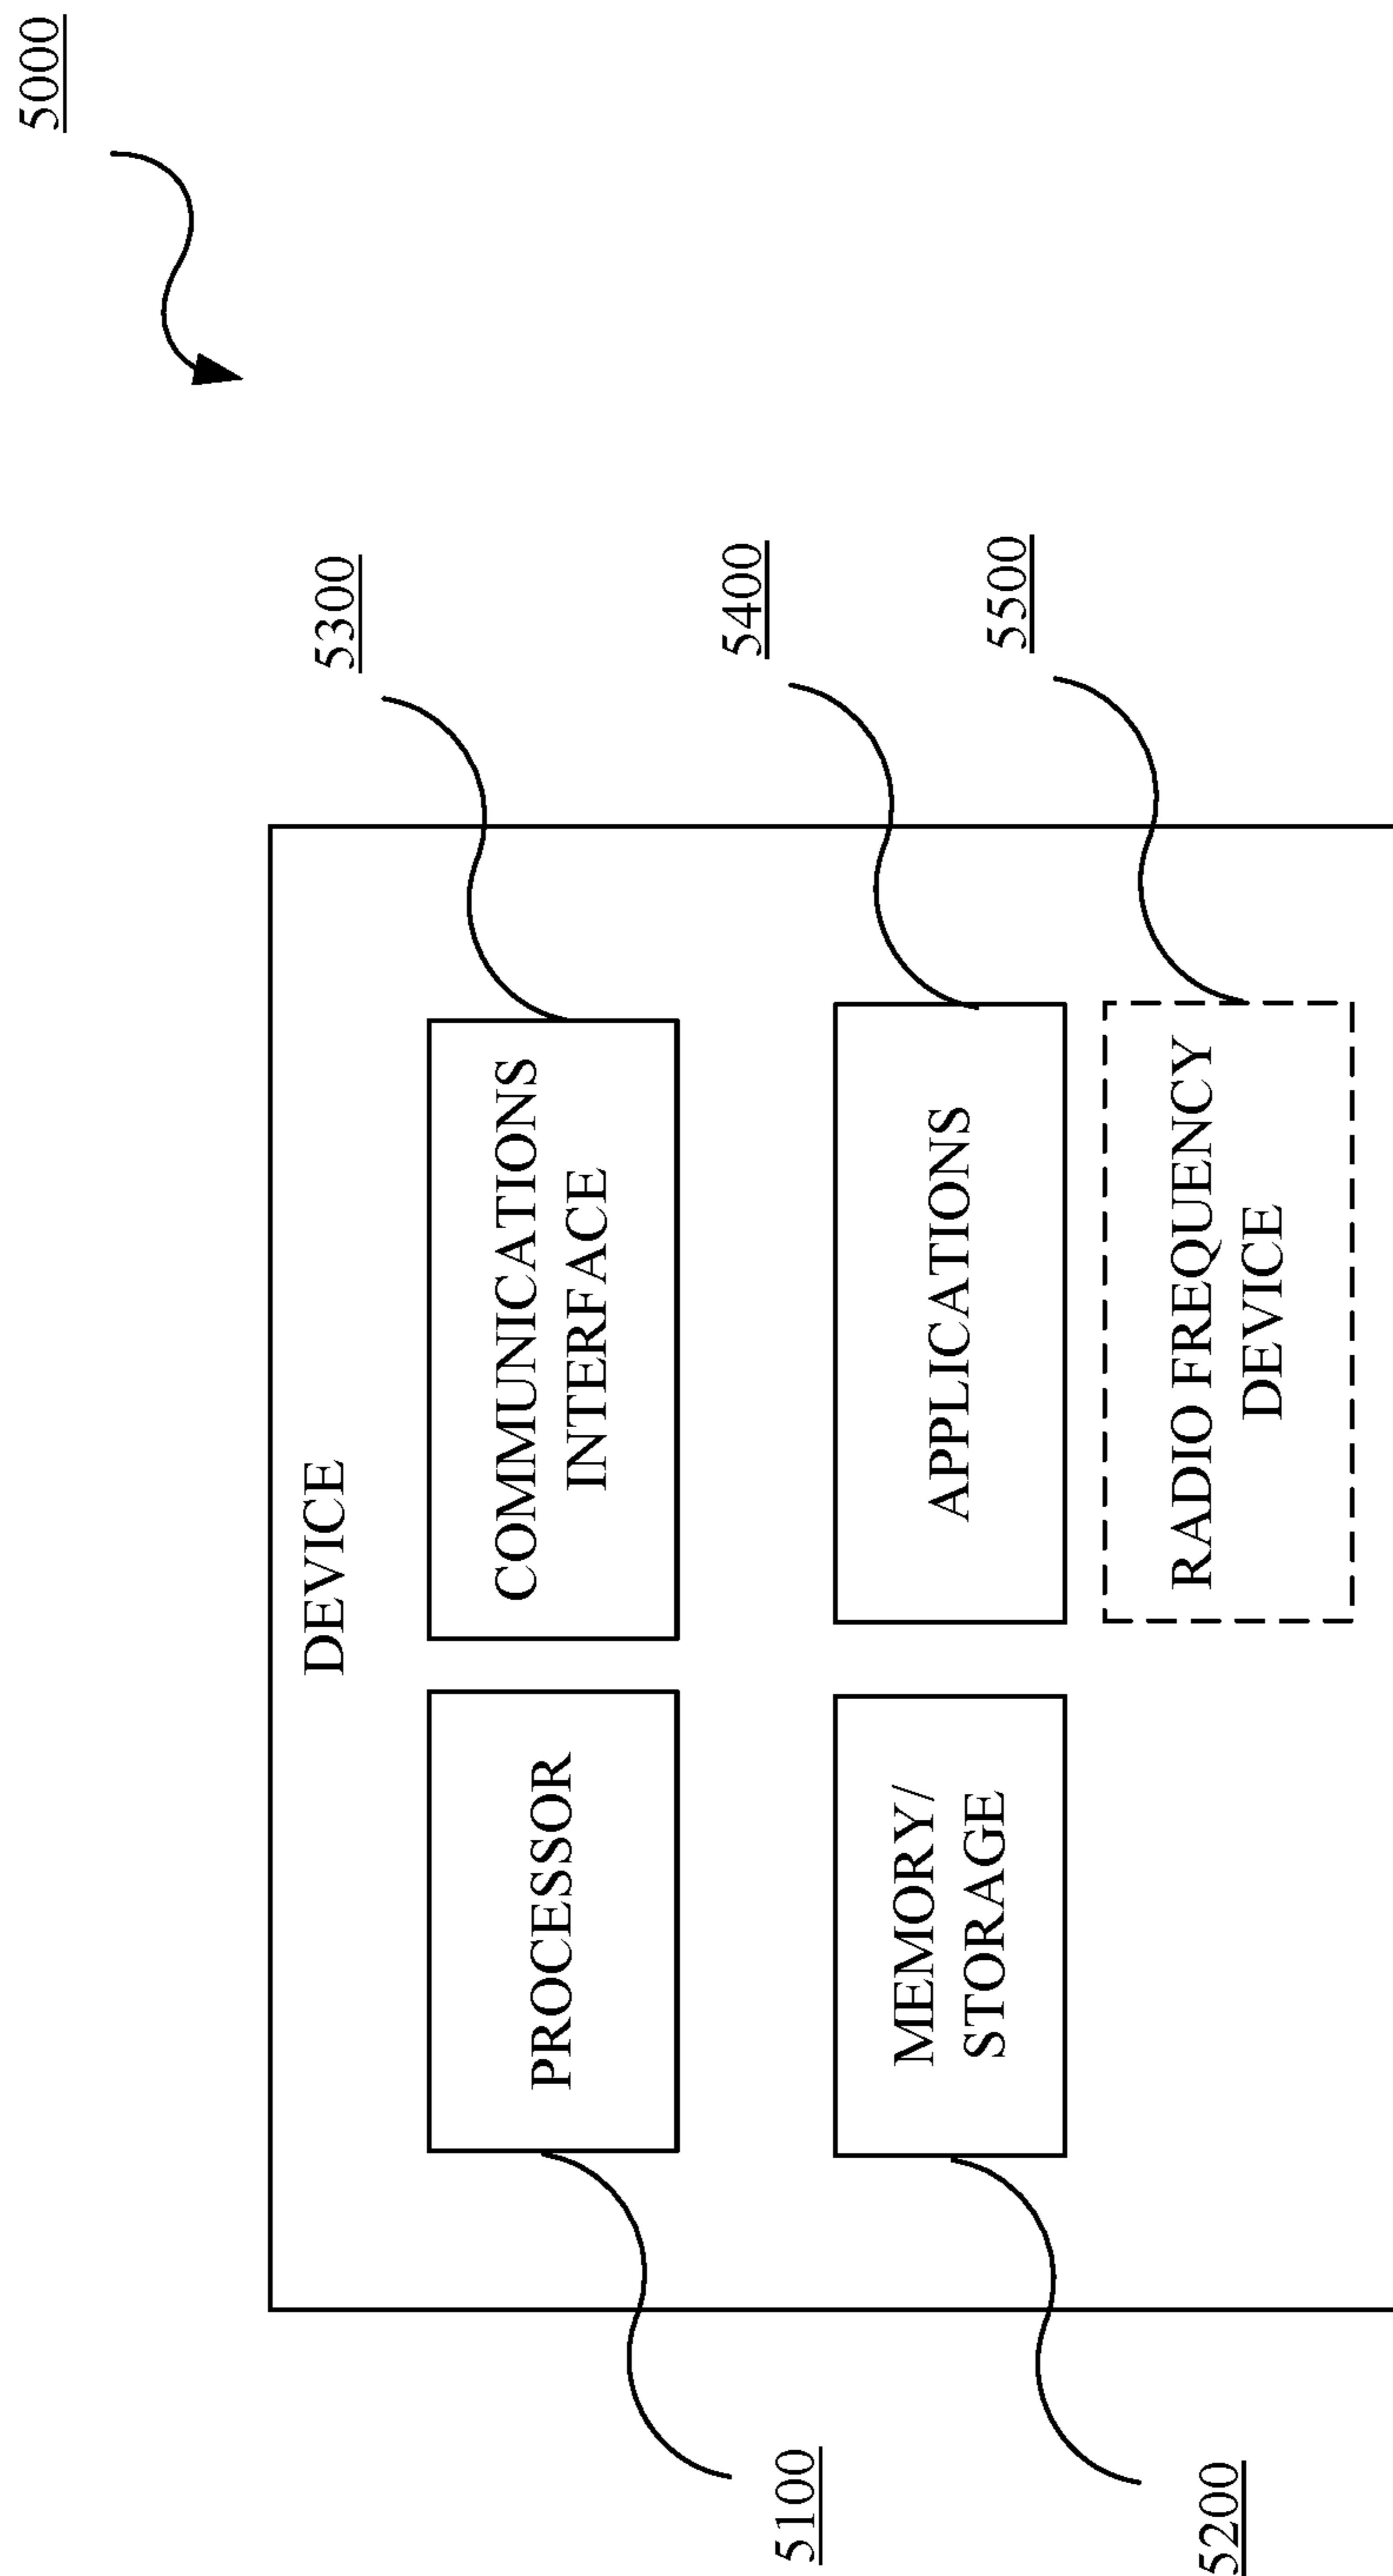 5000
DEVICE
5300
PROCESSOR
COMMUNICATIONS
INTERFACE
5100
5400
MEMORY/
STORAGE
APPLICATIONS
5200
5500
RADIO FREQUENCY
DEVICE